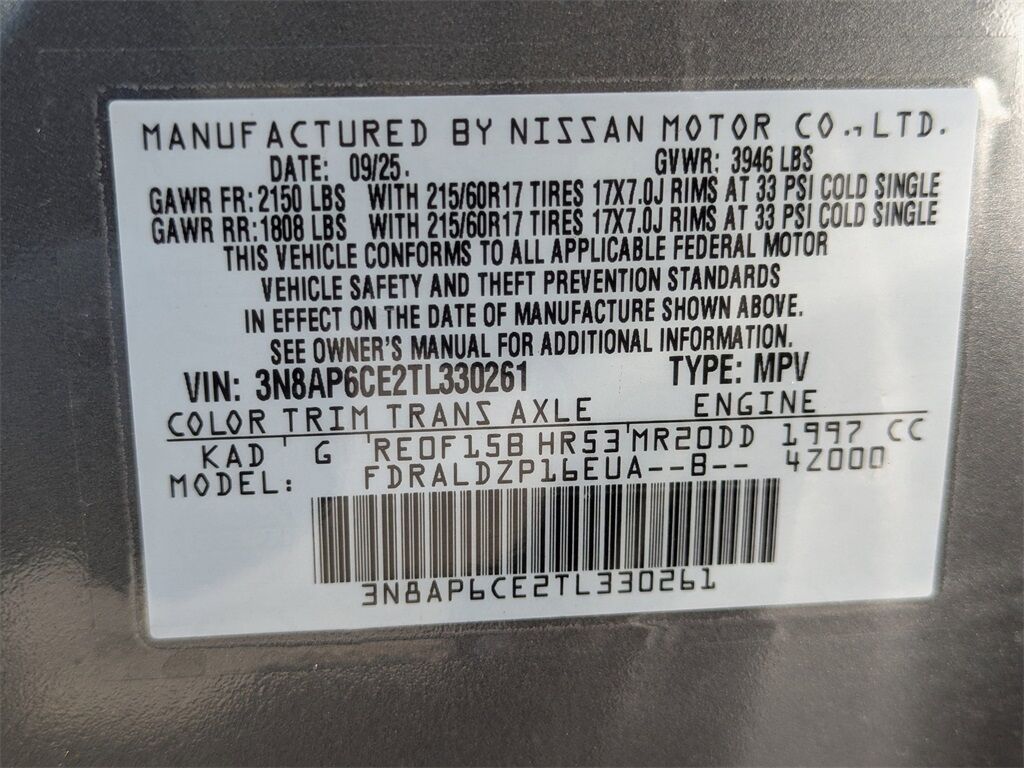 MANUFACTURED BY NISSAN MOTOR CO.,LTD.
DATE: 09/25. GVWR: 3946 LBS
GAWR FR: 2150 LBS WITH 215/60R17 TIRES 17X7.0J RIMS AT 33 PSI COLD SINGLE
GAWR RR: 1808 LBS WITH 215/60R17 TIRES 17X7.0J RIMS AT 33 PSI COLD SINGLE
THIS VEHICLE CONFORMS TO ALL APPLICABLE FEDERAL MOTOR
VEHICLE SAFETY AND THEFT PREVENTION STANDARDS
IN EFFECT ON THE DATE OF MANUFACTURE SHOWN ABOVE.
SEE OWNER'S MANUAL FOR ADDITIONAL INFORMATION.
VIN: 3N8AP6CE2TL330261 TYPE: MPV
COLOR TRIM TRANS AXLE ENGINE
KAD G RE0F15B HR53 MR20DD 1997 CC
MODEL: FDRALDZP16EUA--B-- 4Z000
3N8AP6CE2TL330261